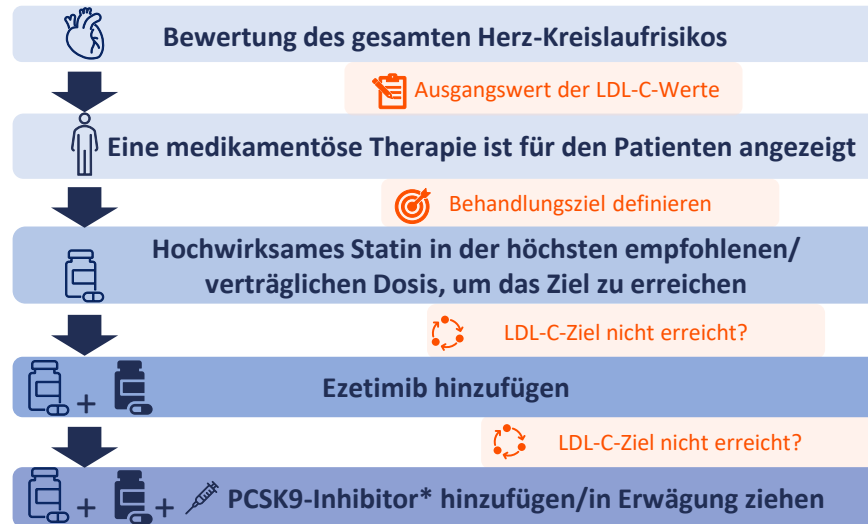 Bewertung des gesamten Herz-Kreislaufrisikos
Ausgangswert der LDL-C-Werte
Eine medikamentöse Therapie ist für den Patienten angezeigt
Behandlungsziel definieren
Hochwirksames Statin in der höchsten empfohlenen/
verträglichen Dosis, um das Ziel zu erreichen
LDL-C-Ziel nicht erreicht?
+ Ezetimib hinzufügen
LDL-C-Ziel nicht erreicht?
+ + PCSK9-Inhibitor* hinzufügen/in Erwägung ziehen